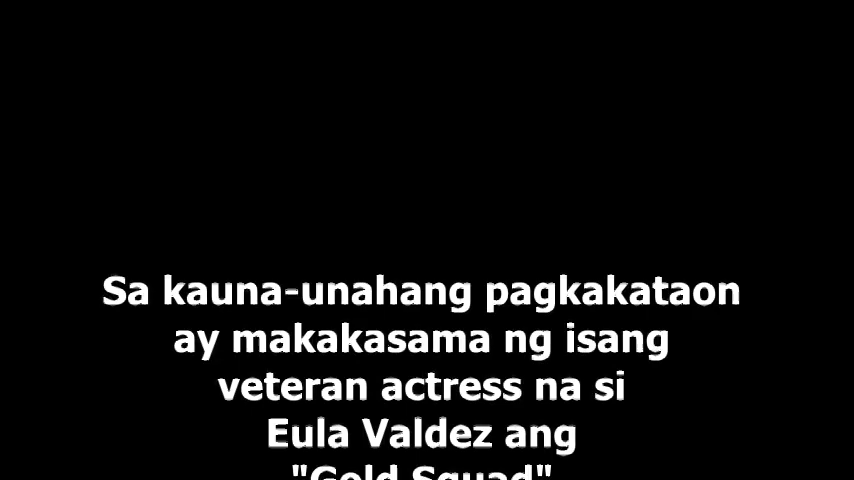 Sa kauna-unahang pagkakataon
ay makakasama ng isang
veteran actress na si
Eula Valdez ang
"Gold Squad"